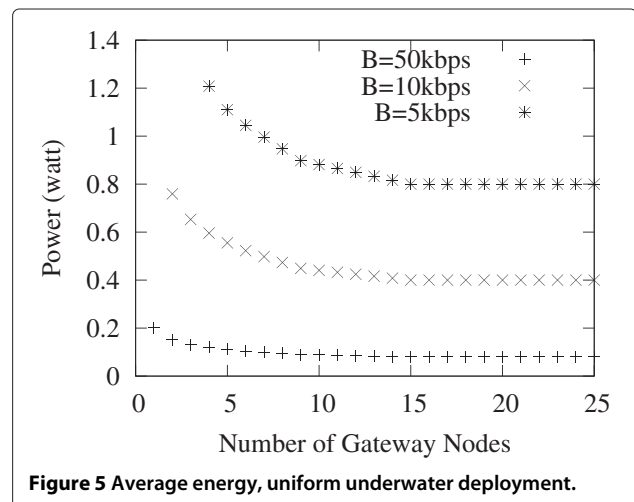 1.4
1.2
1
0.8
0.6
0.4
0.2
0
Power (watt)
B=50kbps
B=10kbps
B=5kbps
0 5 10 15 20 25
Number of Gateway Nodes
Figure 5 Average energy, uniform underwater deployment.